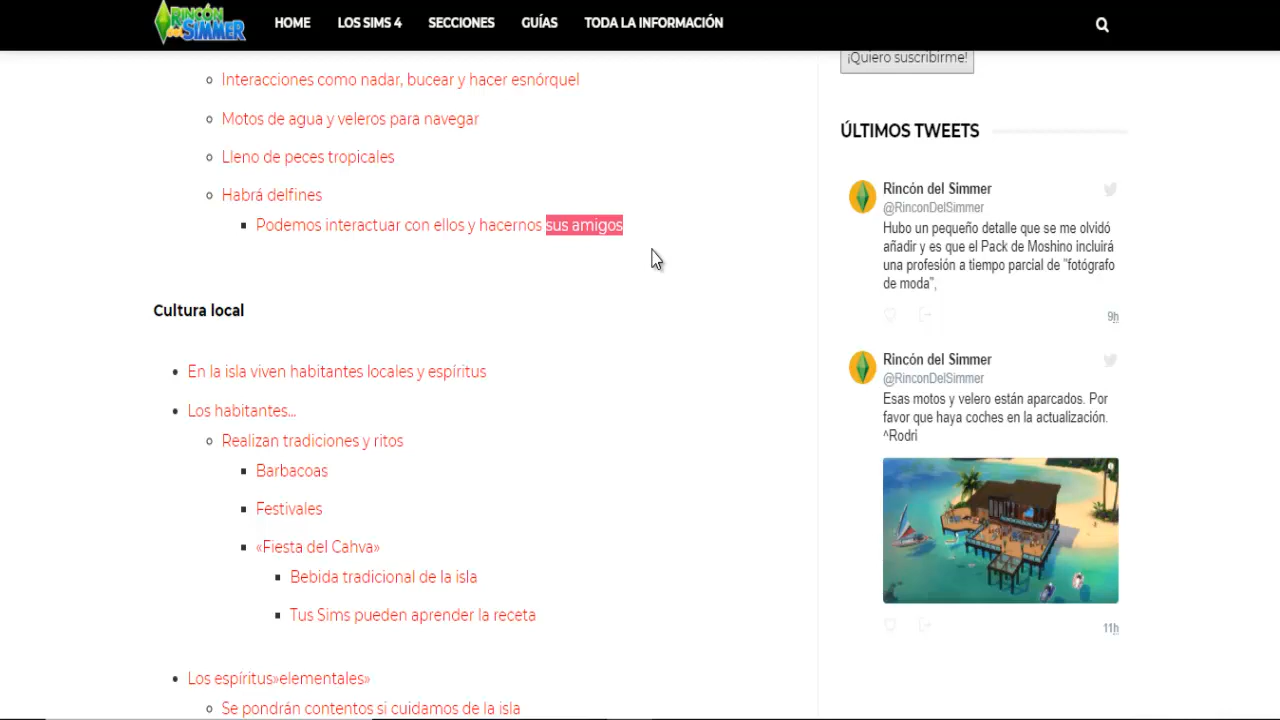 RINCÓN
del SIMMER
HOME
LOS SIMS 4
SECCIONES
GUÍAS
TODA LA INFORMACIÓN
Interacciones como nadar, bucear y hacer esnórquel
Motos de agua y veleros para navegar
Lleno de peces tropicales
Habrá delfines
Podemos interactuar con ellos y hacernos sus amigos
Cultura local
En la isla viven habitantes locales y espíritus
Los habitantes...
Realizan tradiciones y ritos
Barbacoas
Festivales
«Fiesta del Cahva»
Bebida tradicional de la isla
Tus Sims pueden aprender la receta
Los espíritus»elementales»
Se pondrán contentos si cuidamos de la isla
¡Quiero suscribirme!
ÚLTIMOS TWEETS
Rincón del Simmer
@RinconDelSimmer
Hubo un pequeño detalle que se me olvidó
añadir y es que el Pack de Moshino incluirá
una profesión a tiempo parcial de "fotógrafo
de moda",
9h
Rincón del Simmer
@RinconDelSimmer
Esas motos y velero están aparcados. Por
favor que haya coches en la actualización.
^Rodri
11h